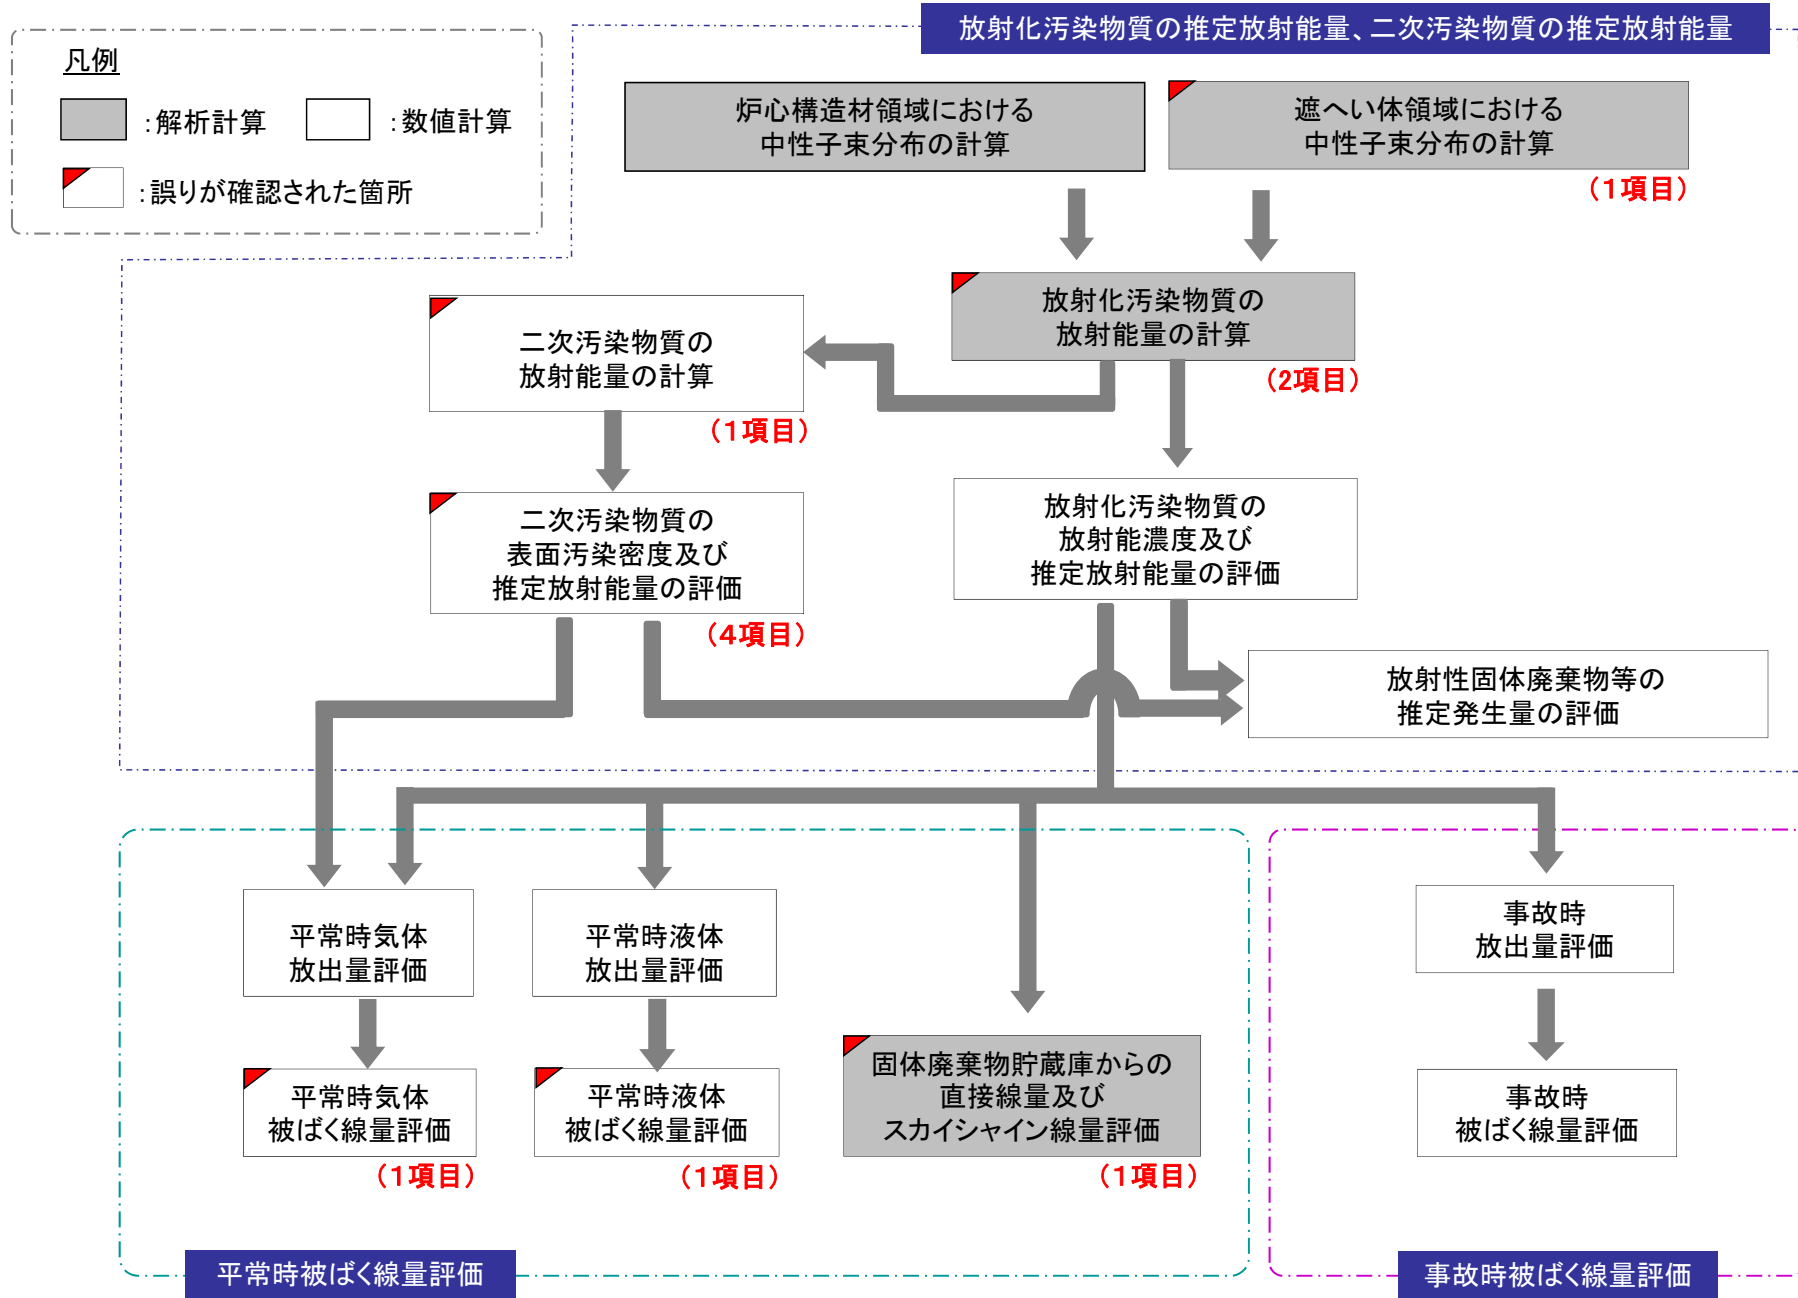 放射化汚染物質の推定放射能量、二次汚染物質の推定放射能量
凡例
:解析計算
:数値計算
:誤りが確認された箇所
炉心構造材領域における
中性子束分布の計算
遮へい体領域における
中性子束分布の計算
（１項目）
放射化汚染物質の
放射能量の計算
（2項目）
二次汚染物質の
放射能量の計算
（１項目）
二次汚染物質の
表面汚染密度及び
推定放射能量の評価
（４項目）
放射化汚染物質の
放射能濃度及び
推定放射能量の評価
放射性固体廃棄物等の
推定発生量の評価
平常時気体
放出量評価
平常時液体
放出量評価
事故時
放出量評価
平常時気体
被ばく線量評価
（１項目）
平常時液体
被ばく線量評価
（１項目）
固体廃棄物貯蔵庫からの
直接線量及び
スカイシャイン線量評価
（１項目）
事故時
被ばく線量評価
平常時被ばく線量評価
事故時被ばく線量評価